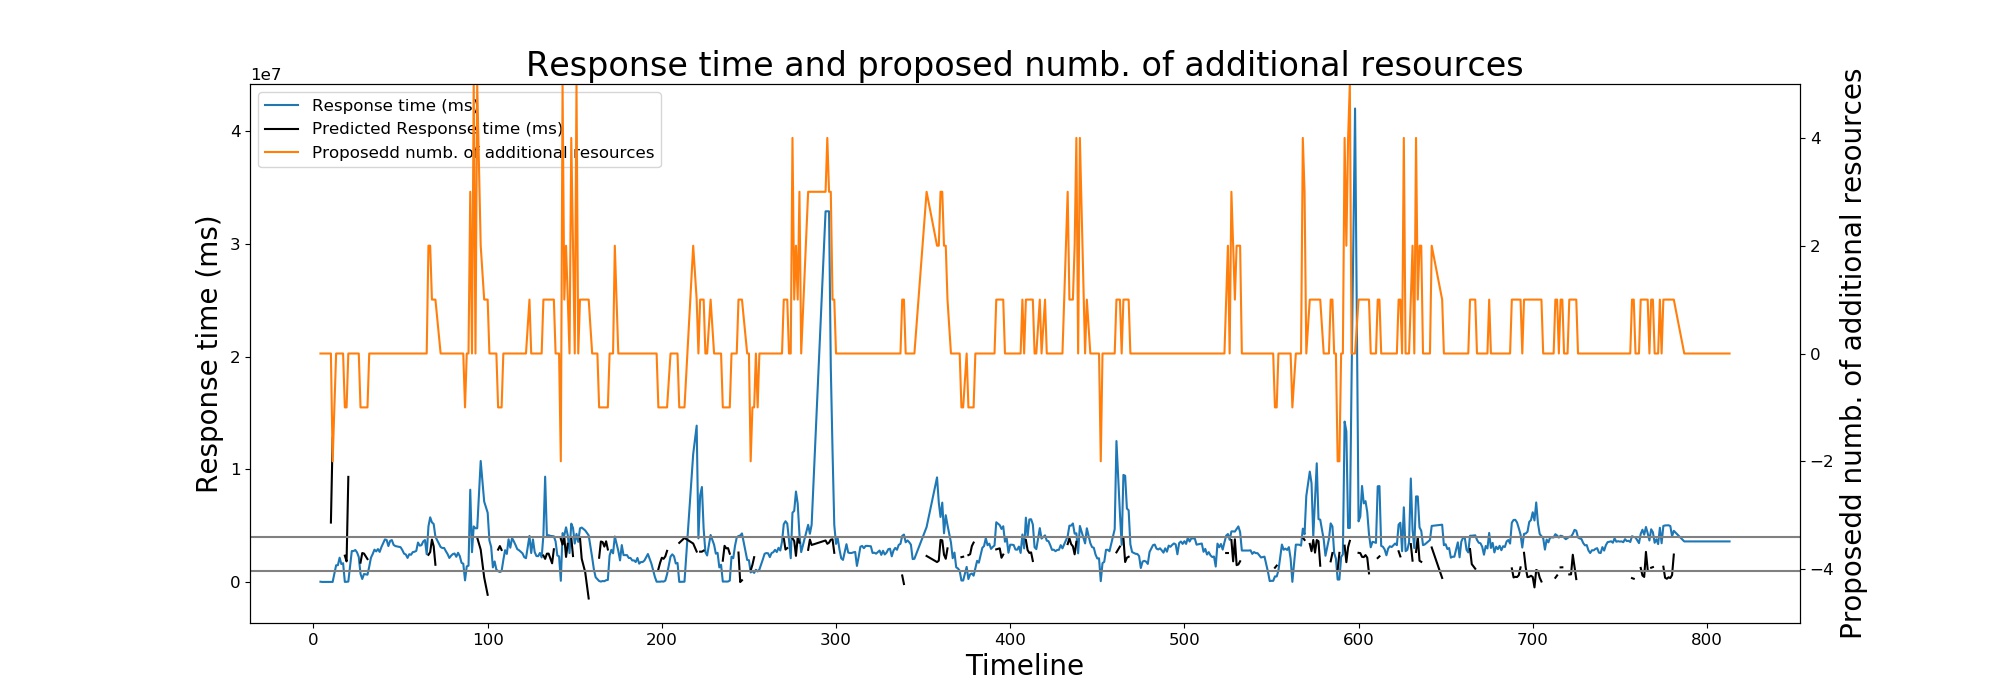 Response time and proposed numb. of additional resources
1e7
Response time (ms)
Predicted Response time (ms)
Proposedd numb. of additional resources
4
3
2
1
0
Response time (ms)
4
2
0
−2
−4
Proposed numb. of additional resources
0 100 200 300 400 500 600 700 800
Timeline